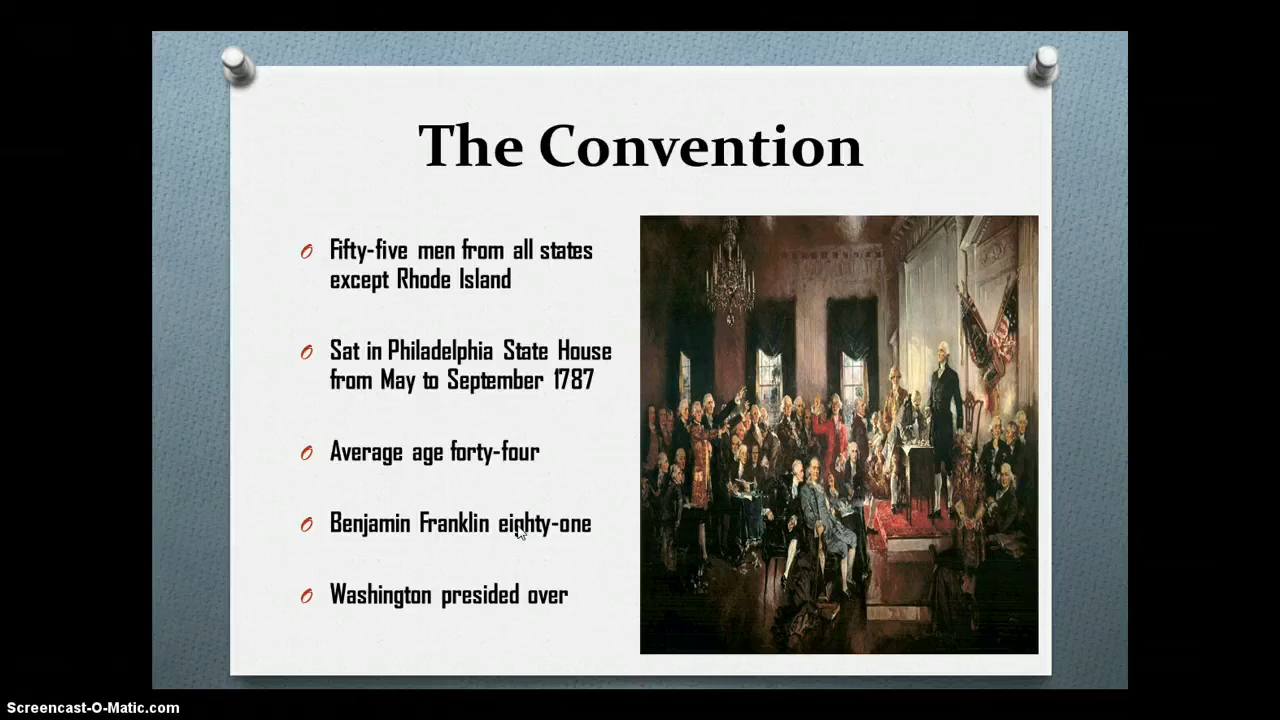 The Convention
Fifty-five men from all states
except Rhode Island
Sat in Philadelphia State House
from May to September 1787
Average age forty-four
Benjamin Franklin eighty-one
Washington presided over
Screencast-O-Matic.com